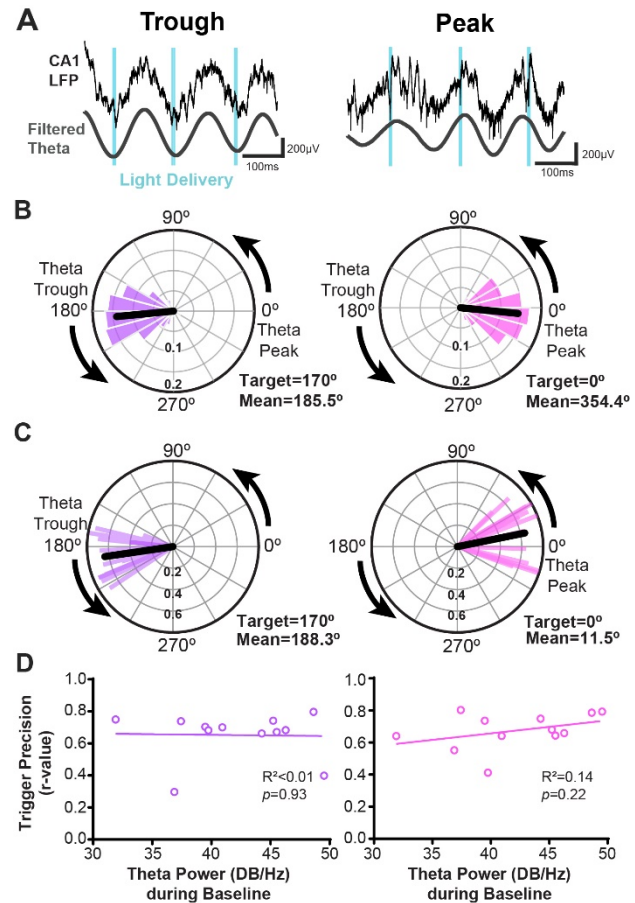 A
Trough
Peak
CA1
LFP
Filtered
Theta
Light Delivery
200µV
100ms
200µV
100ms
B
90º
Theta
Trough
180º
0º
Theta
Peak
0.1
0.2
270º
Target=170º
Mean=185.5º
90º
Theta
Trough
180º
0º
Theta
Peak
0.1
0.2
270º
Target=0º
Mean=354.4º
C
90º
Theta
Trough
180º
0º
0.2
0.4
0.6
270º
Target=170º
Mean=188.3º
90º
180º
0º
Theta
Peak
0.2
0.4
0.6
270º
Target=0º
Mean=11.5º
D
Trigger Precision
(r-value)
1.0
0.8
0.6
0.4
0.2
0.0
R²<0.01
p=0.93
30 35 40 45 50
Theta Power (DB/Hz)
during Baseline
1.0
0.8
0.6
0.4
0.2
0.0
R²=0.14
p=0.22
30 35 40 45 50
Theta Power (DB/Hz)
during Baseline